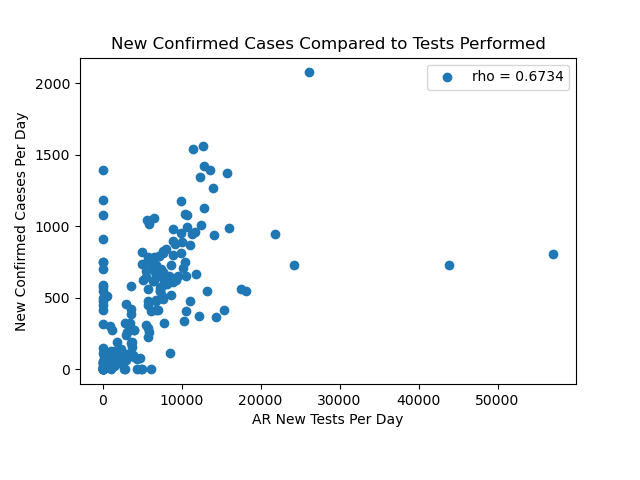 New Confirmed Cases Compared to Tests Performed
rho = 0.6734
New Confirmed Caeses Per Day
2000
1500
1000
500
0
0 10000 20000 30000 40000 50000
AR New Tests Per Day